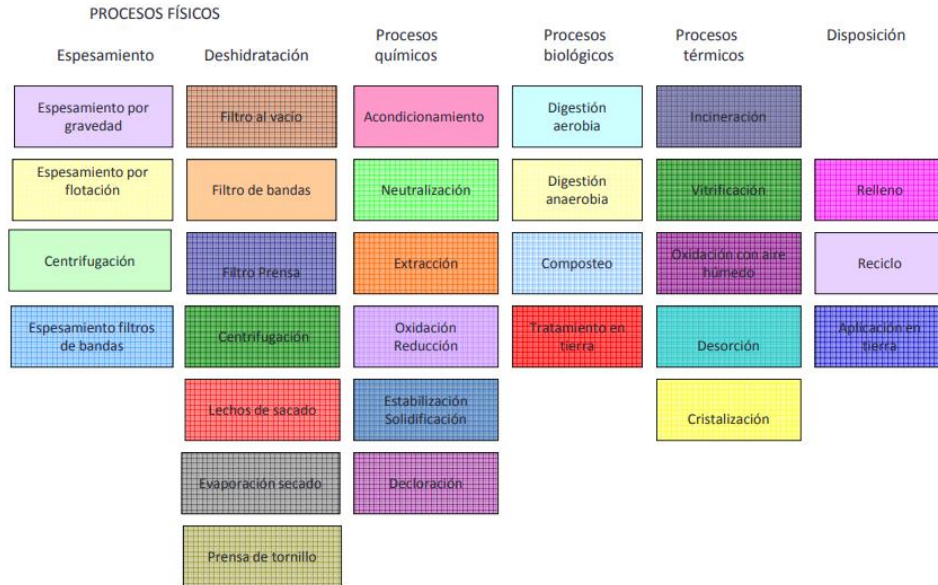 PROCESOS FÍSICOS
Espesamiento
Deshidratación
Procesos
químicos
Procesos
biológicos
Procesos
térmicos
Disposición
Espesamiento por
gravedad
Filtro al vacío
Acondicionamiento
Digestión
aerobia
Incineración
Espesamiento por
flotación
Filtro de bandas
Neutralización
Digestión
anaerobia
Vitrificación
Relleno
Centrifugación
Filtro Prensa
Extracción
Composteo
Oxidación con aire
húmedo
Reciclo
Espesamiento filtros
de bandas
Centrifugación
Oxidación
Reducción
Tratamiento en
tierra
Desorción
Aplicación en
tierra
Lechos de sacado
Estabilización
Solidificación
Cristalización
Evaporación secado
Decloración
Prensa de tornillo